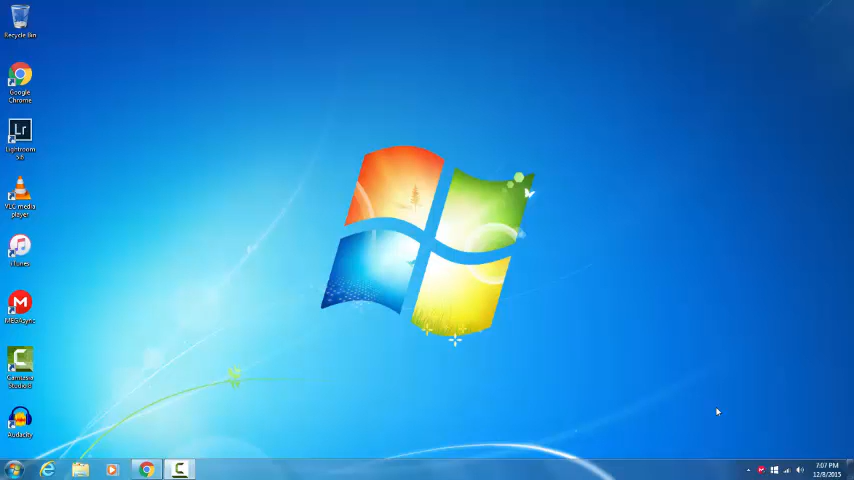 Recycle Bin
Google
Chrome
Lr
Lightroom
5.6
VLC media
player
iTunes
M
MEGAsync
C
Camtasia
Studio 8
Audacity
7:07 PM
12/8/2015